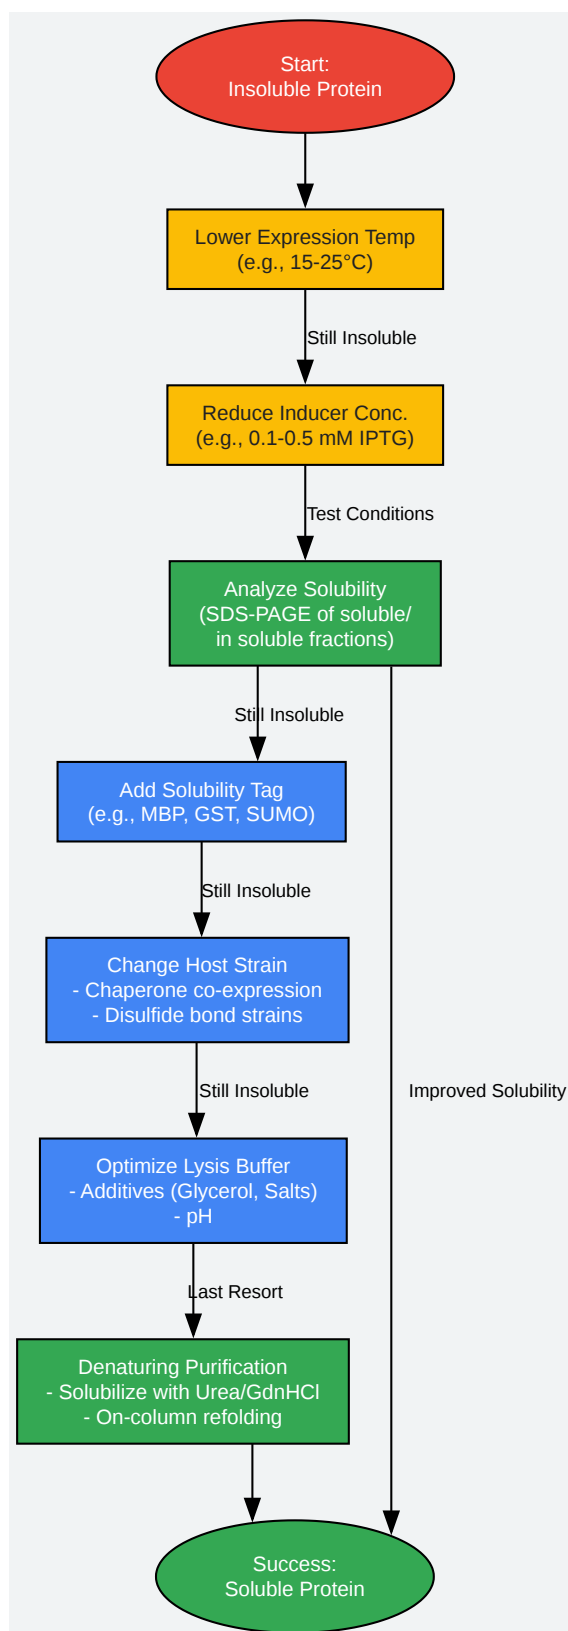 Start:
Insoluble Protein
Lower Expression Temp
(e.g., 15-25°C)
Still Insoluble
Reduce Inducer Conc.
(e.g., 0.1-0.5 mM IPTG)
Test Conditions
Analyze Solubility
(SDS-PAGE of soluble/
in soluble fractions)
Still Insoluble
Add Solubility Tag
(e.g., MBP, GST, SUMO)
Still Insoluble
Change Host Strain
- Chaperone co-expression
- Disulfide bond strains
Still Insoluble
Improved Solubility
Optimize Lysis Buffer
- Additives (Glycerol, Salts)
- pH
Last Resort
Denaturing Purification
- Solubilize with Urea/GdnHCl
- On-column refolding
Success:
Soluble Protein